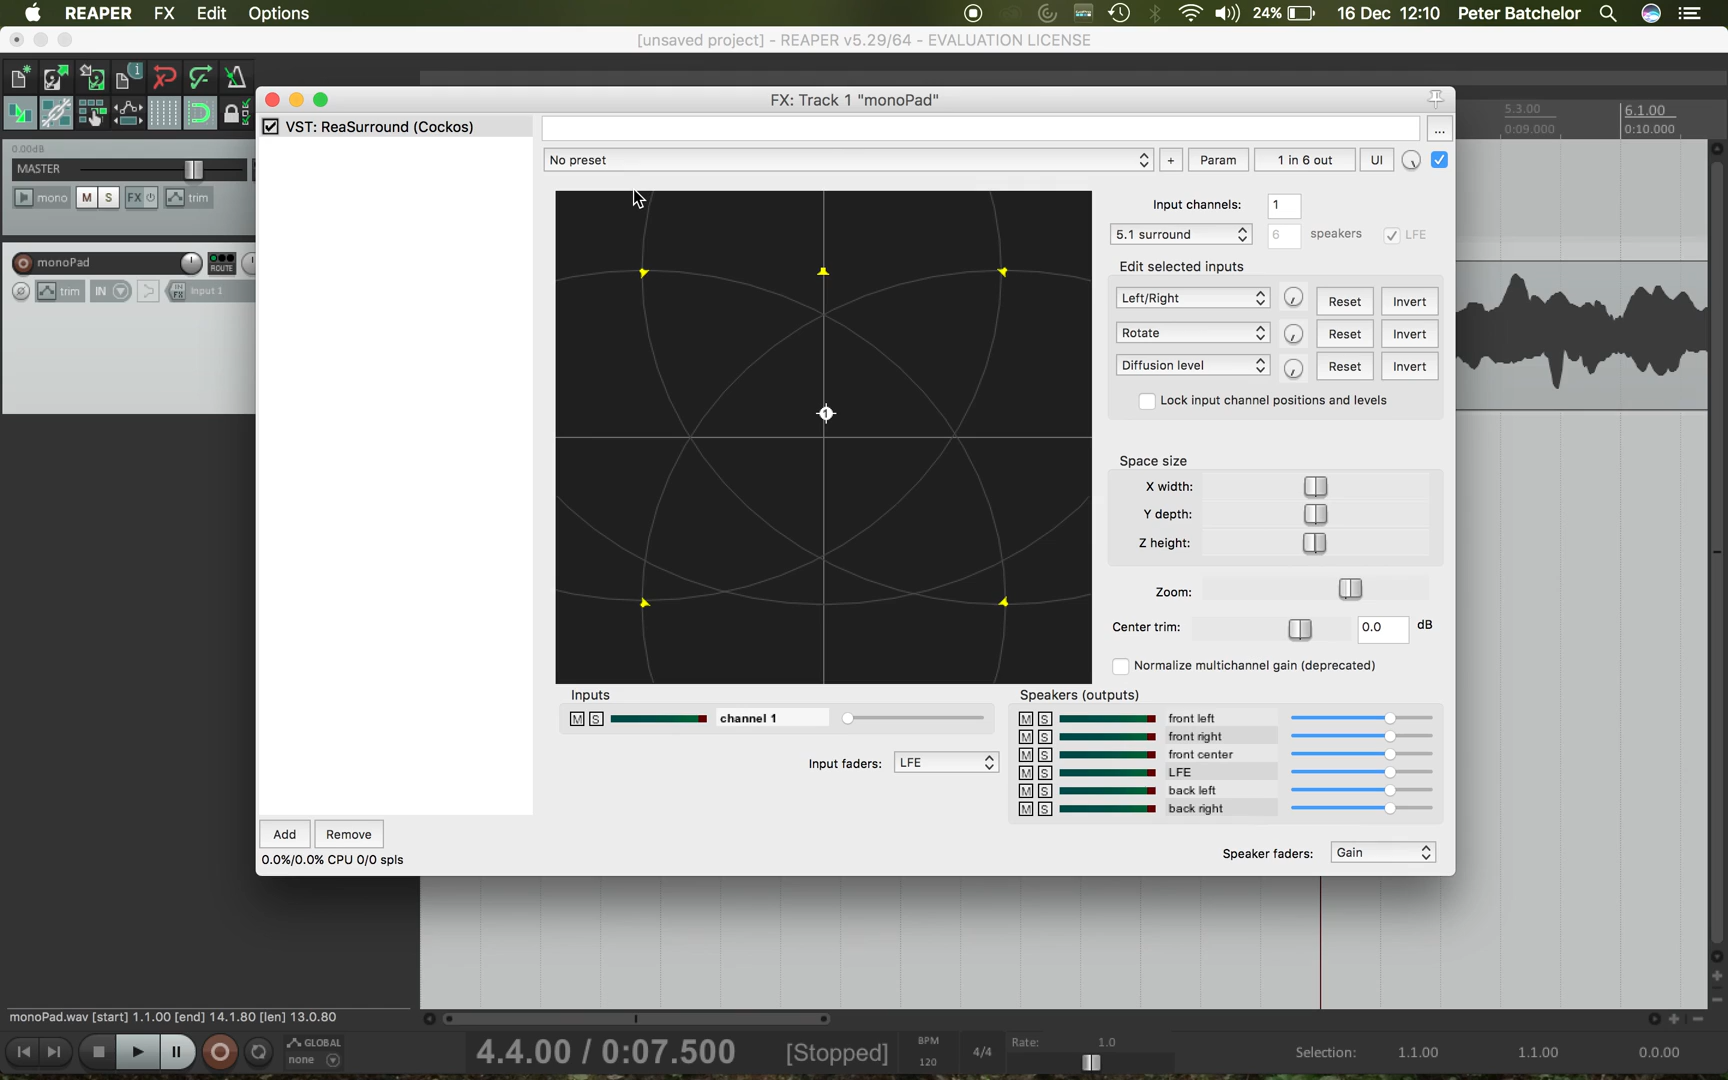 REAPER FX Edit Options 24% 16 Dec 12:10 Peter Batchelor
[unsaved project] - REAPER v5.29/64 - EVALUATION LICENSE
FX: Track 1 "monoPad"
5.3.00 6.1.00
0:09.000 0:10.000
VST: ReaSurround (Cockos) ...
0.00dB
MASTER
No preset + Param 1 in 6 out UI
mono M S FX trim
Input channels: 1
5.1 surround 6 speakers LFE
monoPad ROUTE
Edit selected inputs
trim IN IN FX Input 1
Left/Right Reset Invert
Rotate Reset Invert
Diffusion level Reset Invert
Lock input channel positions and levels
1
Space size
X width:
Y depth:
Z height:
Zoom:
Center trim: 0.0 dB
Normalize multichannel gain (deprecated)
Inputs Speakers (outputs)
M S channel 1 M S front left
M S front right
M S front center
Input faders: LFE M S LFE
M S back left
M S back right
Add Remove
Speaker faders: Gain
0.0%/0.0% CPU 0/0 spls
monoPad.wav [start] 1.1.00 [end] 14.1.80 [len] 13.0.80
GLOBAL
none
4.4.00 / 0:07.500 [Stopped]
BPM
120
4/4
Rate: 1.0
Selection: 1.1.00 1.1.00 0.0.00